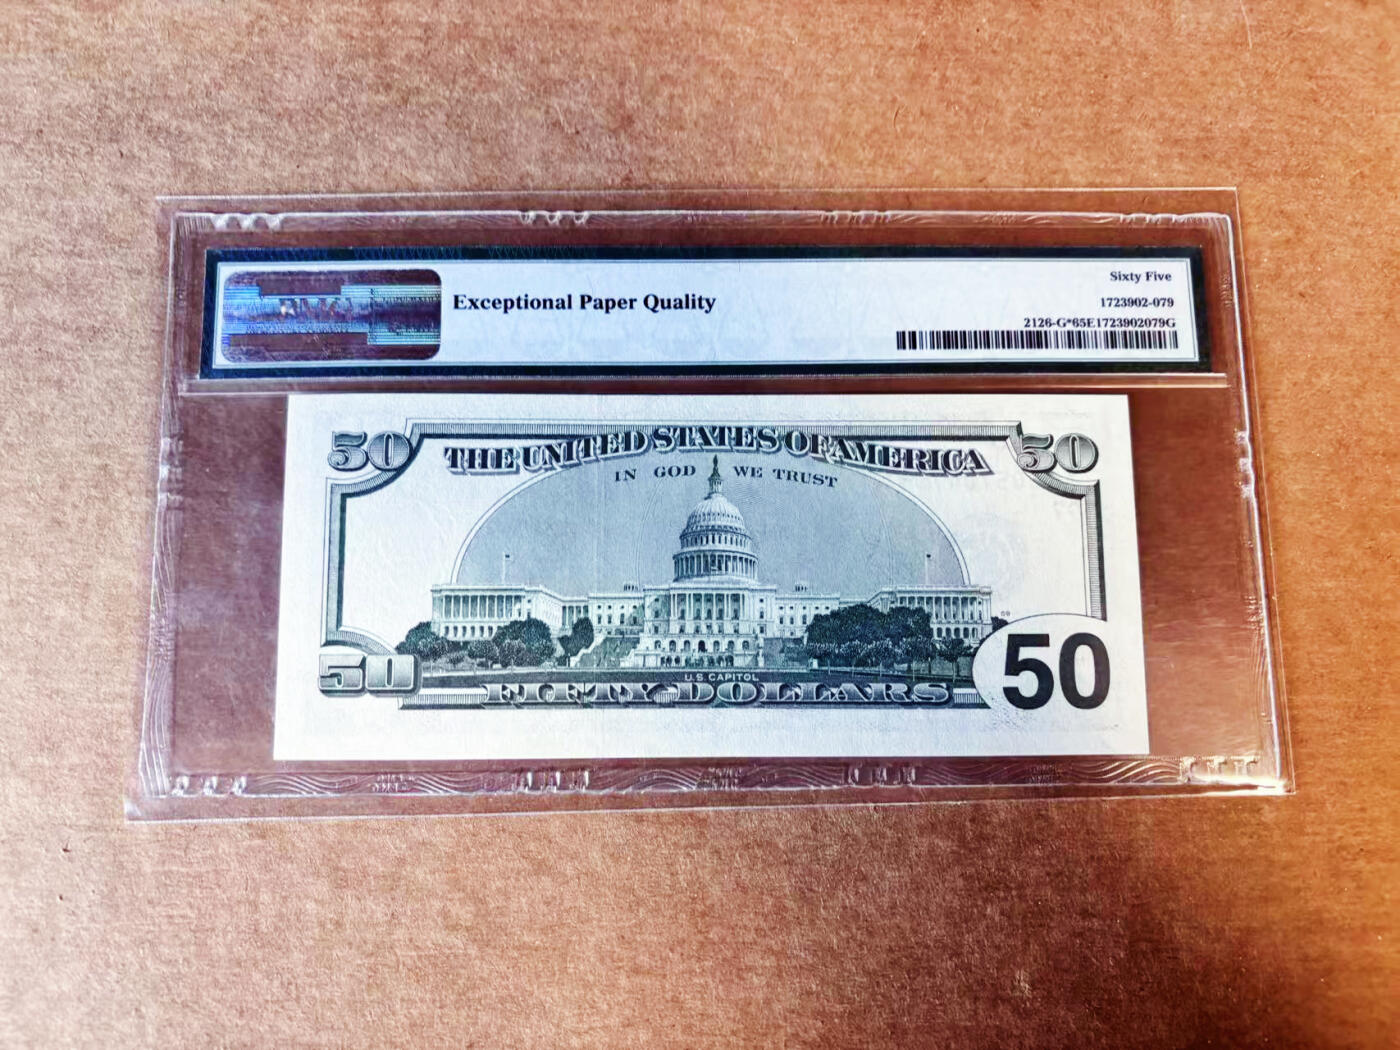 PMG
Exceptional Paper Quality
Sixty Five
1723902-079
2126-G*65E1723902079G
50 THE UNITED STATES OF AMERICA 50
IN GOD WE TRUST
U.S. CAPITOL
50 FIFTY DOLLARS 50